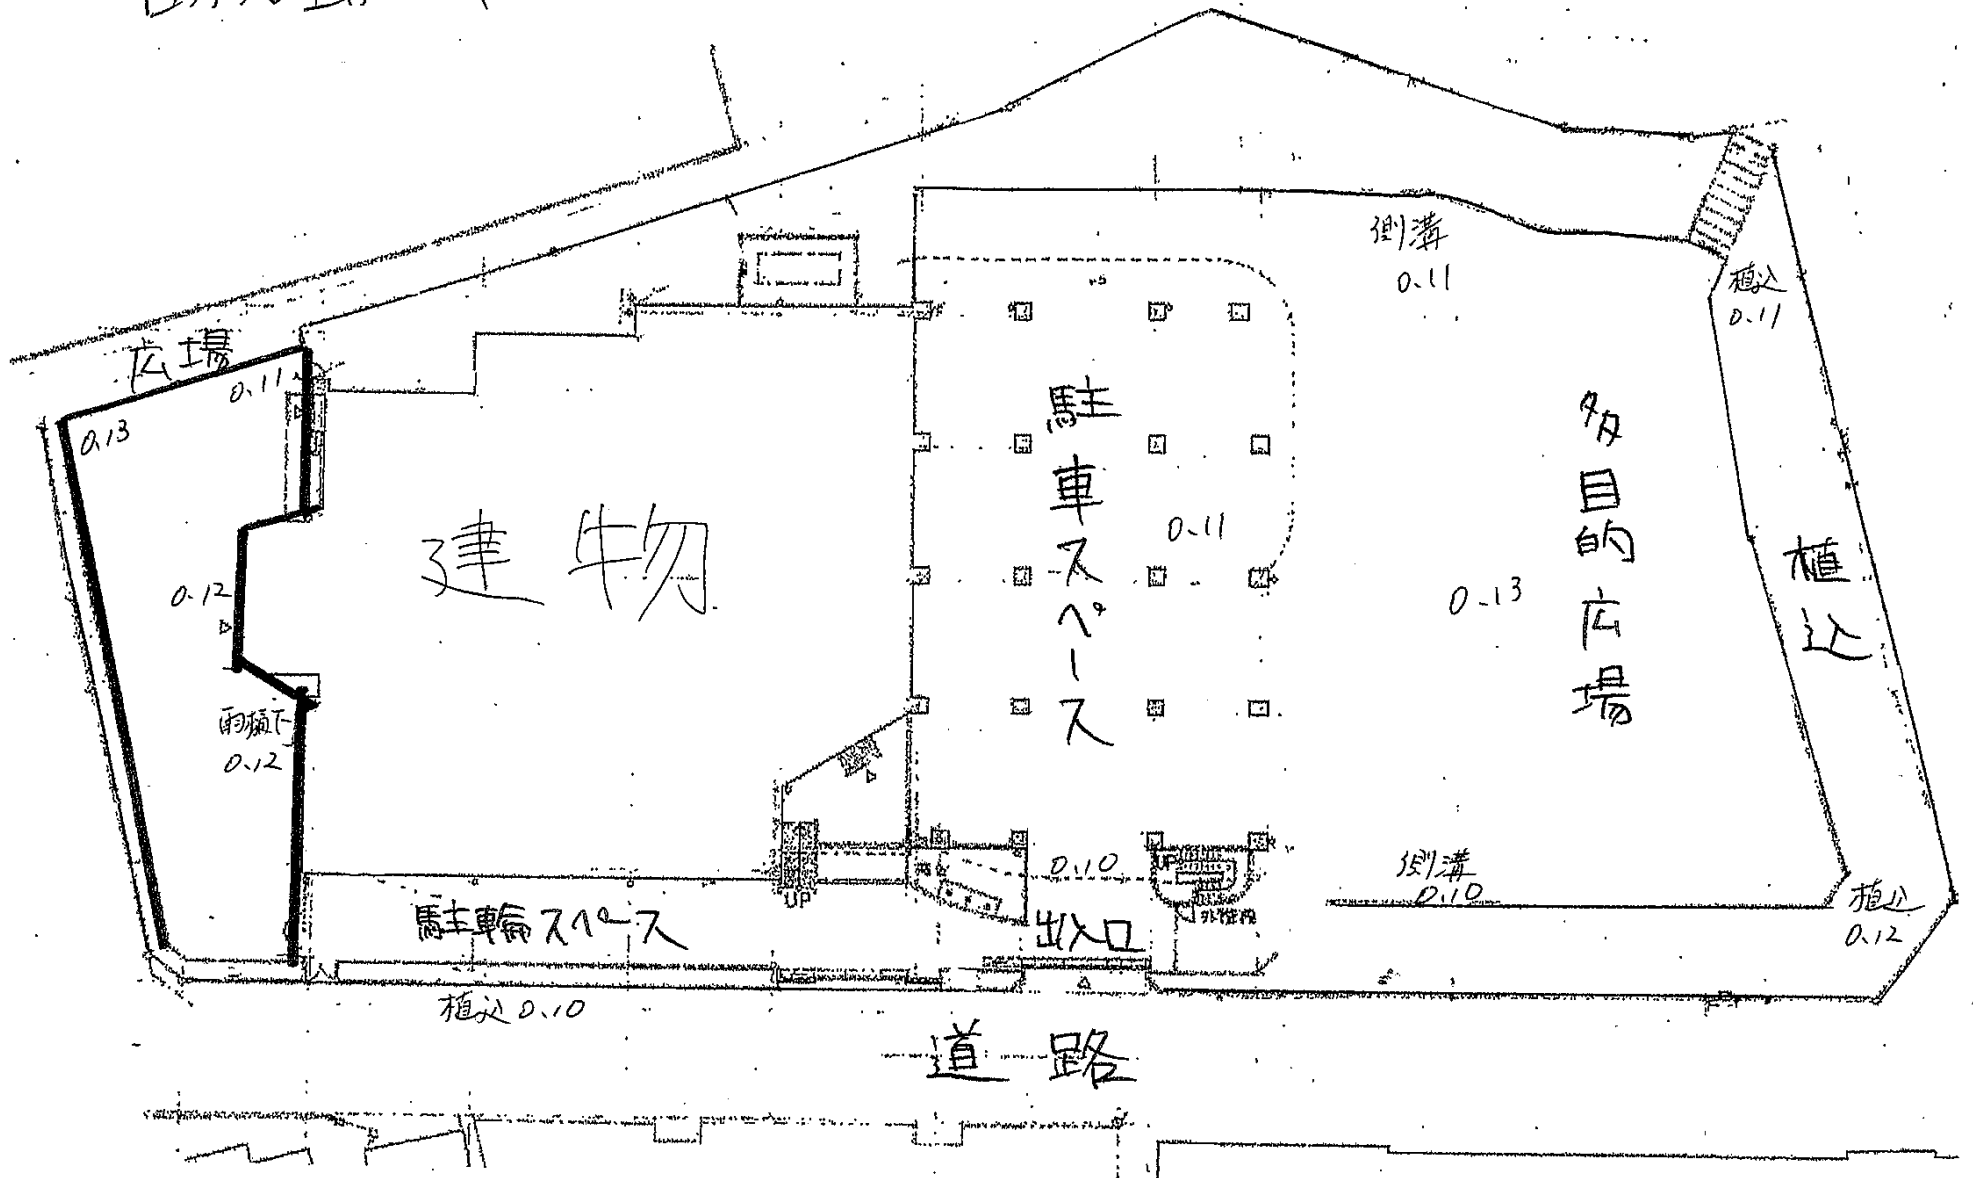 側溝
0.11
植込
0.11
広場
0.11
0.13
駐車スペース
0.11
多目的広場
0.13
建物
植込
0.12
雨樋下
0.12
0.10
側溝
0.10
UP
UP
植込
0.12
駐輪スペース
出入口
植込 0.10
道路